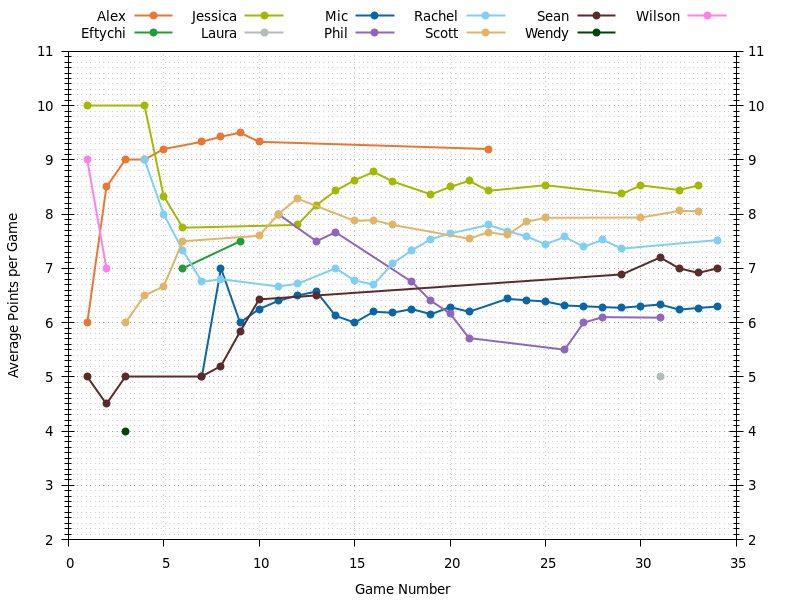 Alex Jessica Mic Rachel Sean Wilson
Eftychi Laura Phil Scott Wendy
11 11
10 10
9 9
8 8
7 7
6 6
5 5
4 4
3 3
2 2
0 5 10 15 20 25 30 35
Average Points per Game
Game Number